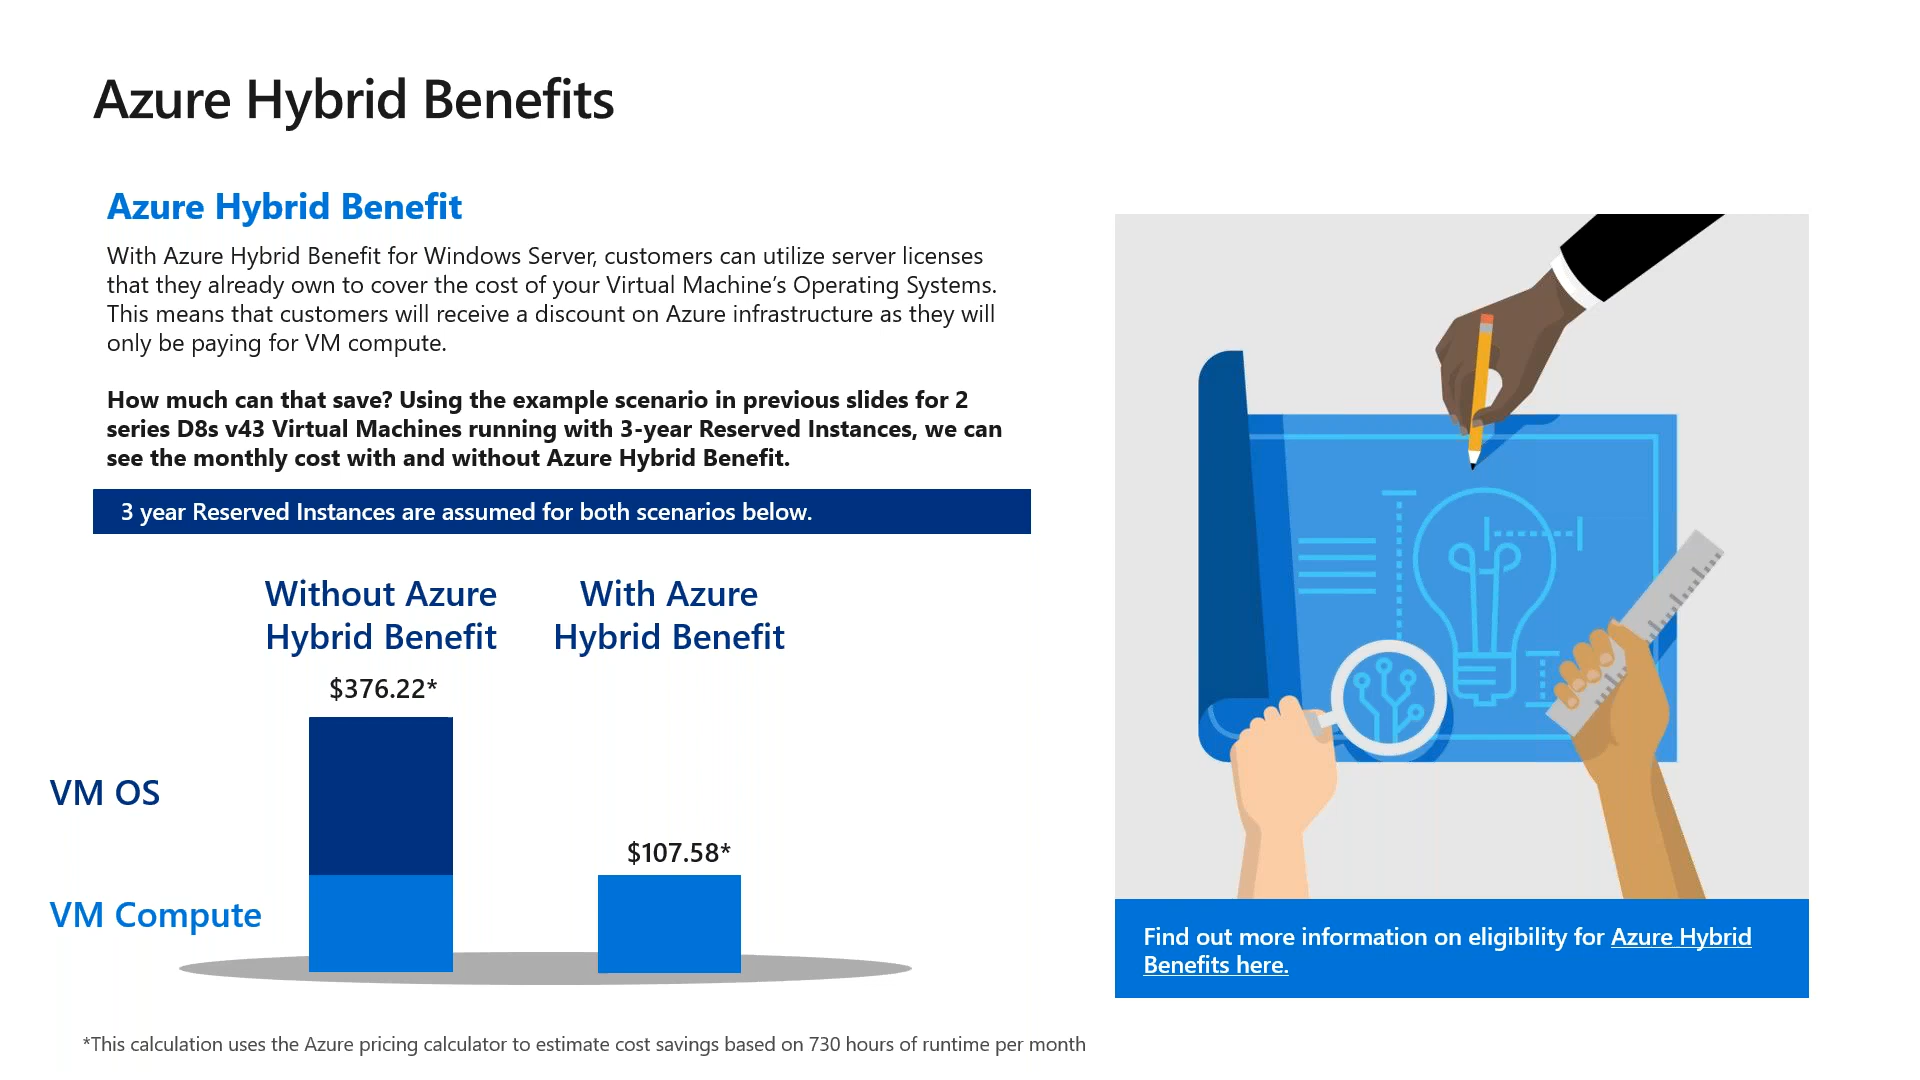 Azure Hybrid Benefits
Azure Hybrid Benefit
With Azure Hybrid Benefit for Windows Server, customers can utilize server licenses
that they already own to cover the cost of your Virtual Machine’s Operating Systems.
This means that customers will receive a discount on Azure infrastructure as they will
only be paying for VM compute.
How much can that save? Using the example scenario in previous slides for 2
series D8s v43 Virtual Machines running with 3-year Reserved Instances, we can
see the monthly cost with and without Azure Hybrid Benefit.
3 year Reserved Instances are assumed for both scenarios below.
Without Azure
Hybrid Benefit
With Azure
Hybrid Benefit
$376.22*
VM OS
$107.58*
VM Compute
Find out more information on eligibility for Azure Hybrid
Benefits here.
*This calculation uses the Azure pricing calculator to estimate cost savings based on 730 hours of runtime per month